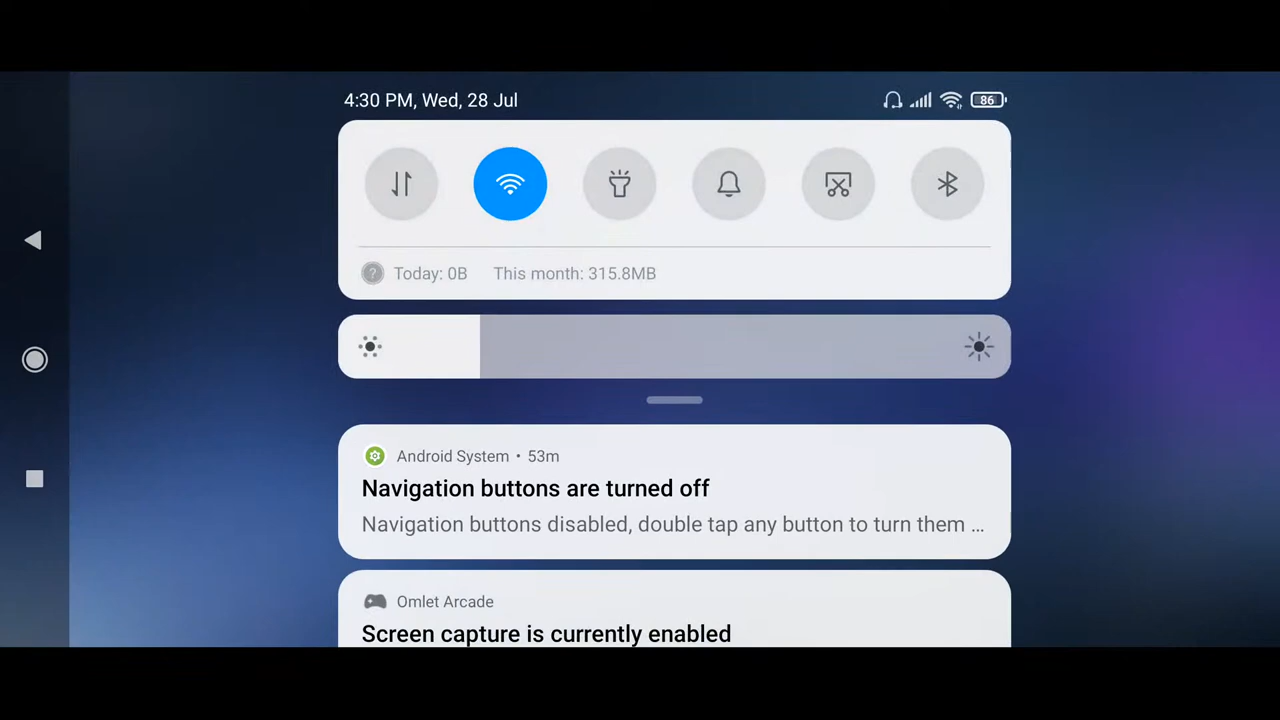 4:30 PM, Wed, 28 Jul 86
? Today: 0B This month: 315.8MB
Android System • 53m
Navigation buttons are turned off
Navigation buttons disabled, double tap any button to turn them ...
Omlet Arcade
Screen capture is currently enabled